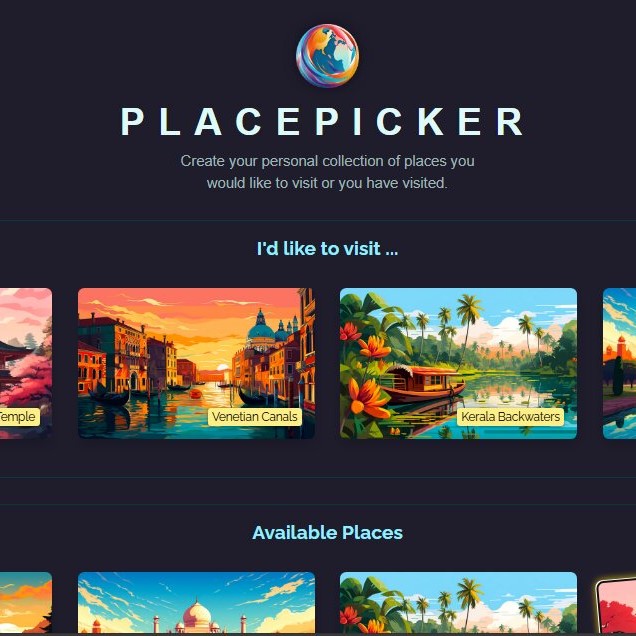 PLACEPICKER
Create your personal collection of places you
would like to visit or you have visited.
I'd like to visit ...
Temple
Venetian Canals
Kerala Backwaters
Available Places